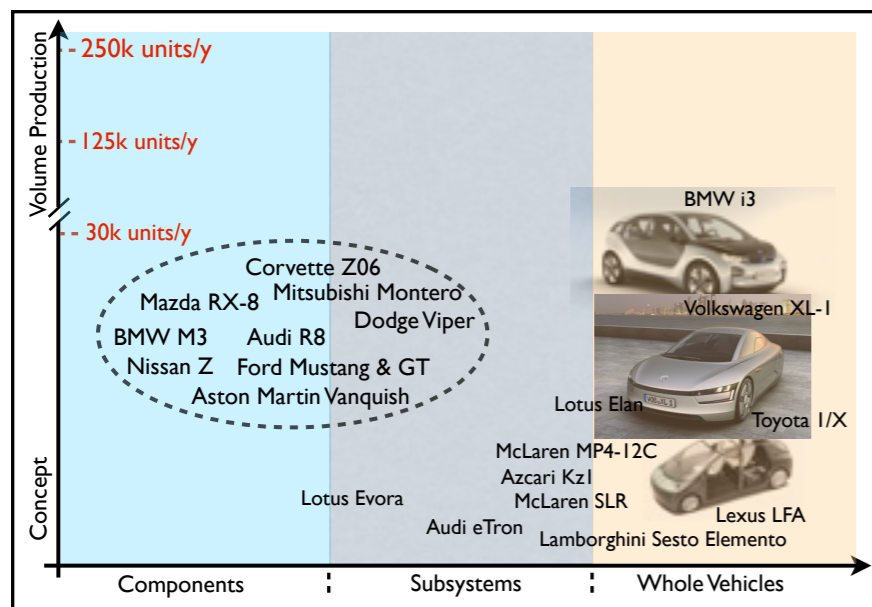 250k units/y
Volume Production
125k units/y
BMW i3
30k units/y
Corvette Z06
Mitsubishi Montero
Mazda RX-8
Volkswagen XL-1
Dodge Viper
BMW M3
Audi R8
Nissan Z
Ford Mustang & GT
Aston Martin Vanquish
Lotus Elan
Toyota 1/X
McLaren MP4-12C
Azcari Kz1
Lotus Evora
McLaren SLR
Lexus LFA
Concept
Audi eTron
Lamborghini Sesto Elemento
Components
Subsystems
Whole Vehicles